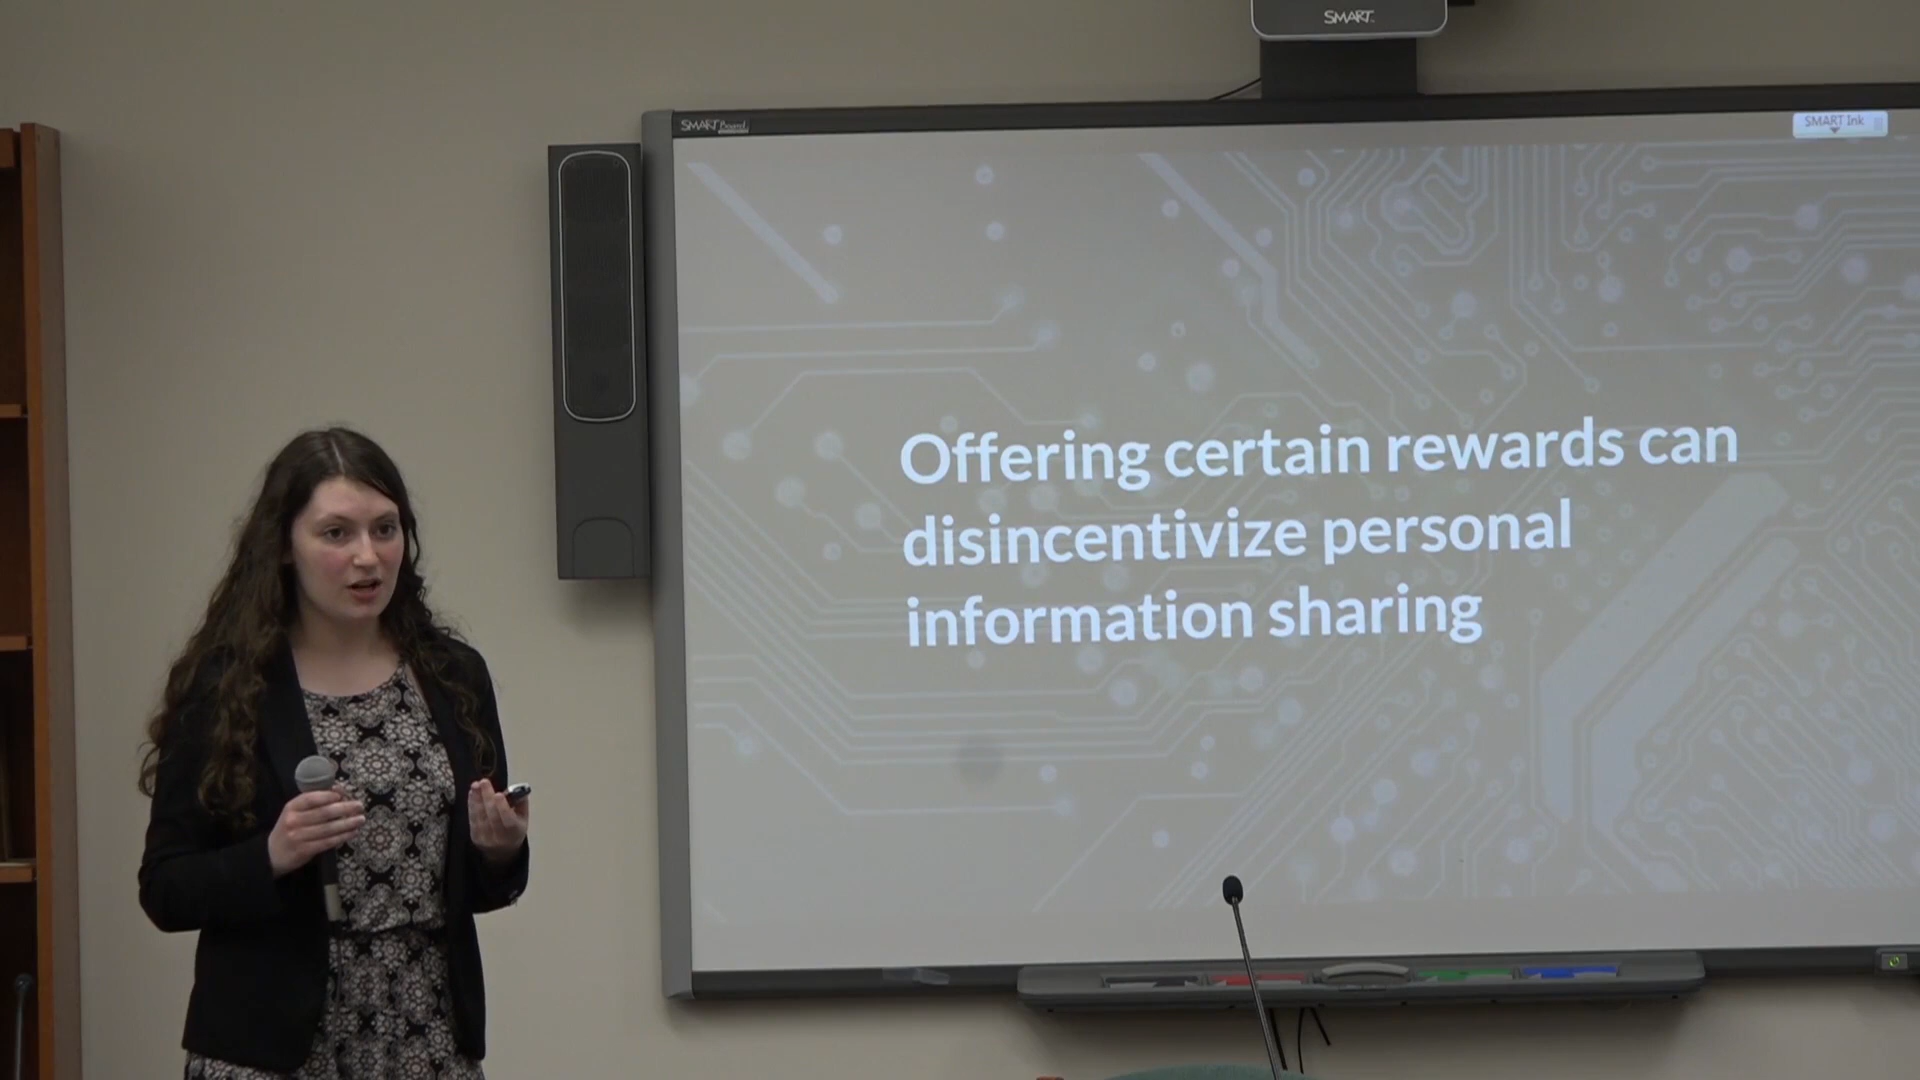 SMART
SMART Board
SMART Ink
Offering certain rewards can
disincentivize personal
information sharing